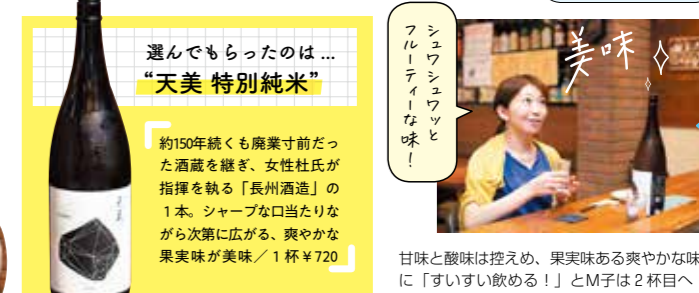 選んでもらったのは…
“天美 特別純米”
約150年続くも廃業寸前だっ
た酒蔵を継ぎ、女性杜氏が
指揮を執る「長州酒造」の
1本。シャープな口当たりな
がら次第に広がる、爽やかな
果実味が美味／1杯￥720
天美
シュワシュワッと
フルーティーな味！
美味
甘味と酸味は控えめ、果実味ある爽やかな味
に「すいすい飲める！」とM子は2杯目へ